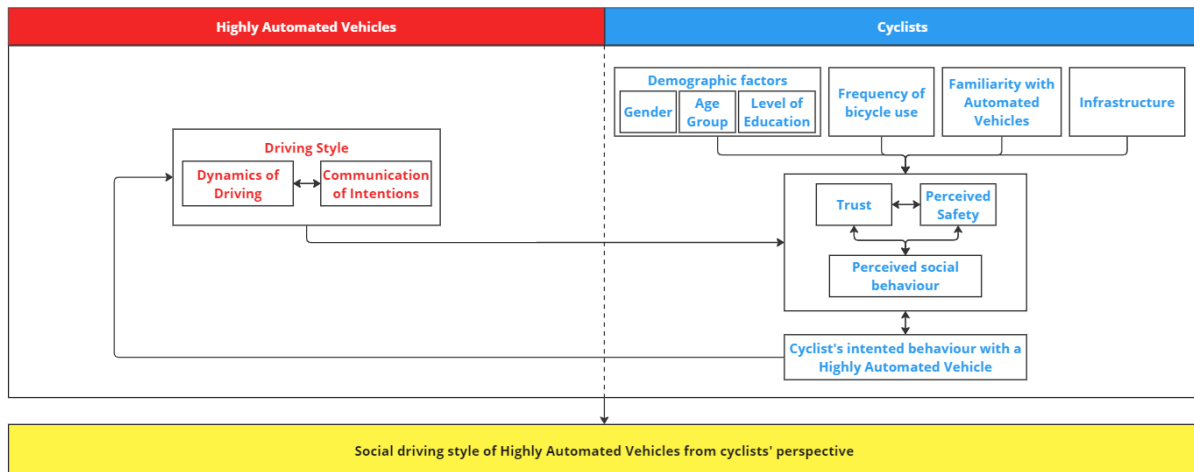 Highly Automated Vehicles
Cyclists
Demographic factors
Gender
Age
Group
Level of
Education
Frequency of
bicycle use
Familiarity with
Automated
Vehicles
Infrastructure
Driving Style
Dynamics of
Driving
Communication
of Intentions
Trust
Perceived
Safety
Perceived social
behaviour
Cyclist's intented behaviour with a
Highly Automated Vehicle
Social driving style of Highly Automated Vehicles from cyclists' perspective